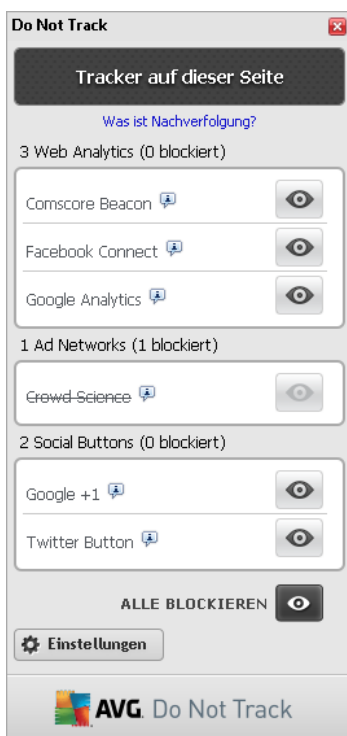 Do Not Track
Tracker auf dieser Seite
Was ist Nachverfolgung?
3 Web Analytics (0 blockiert)
Comscore Beacon
Facebook Connect
Google Analytics
1 Ad Networks (1 blockiert)
Crowd Science
2 Social Buttons (0 blockiert)
Google +1
Twitter Button
ALLE BLOCKIEREN
Einstellungen
AVG. Do Not Track